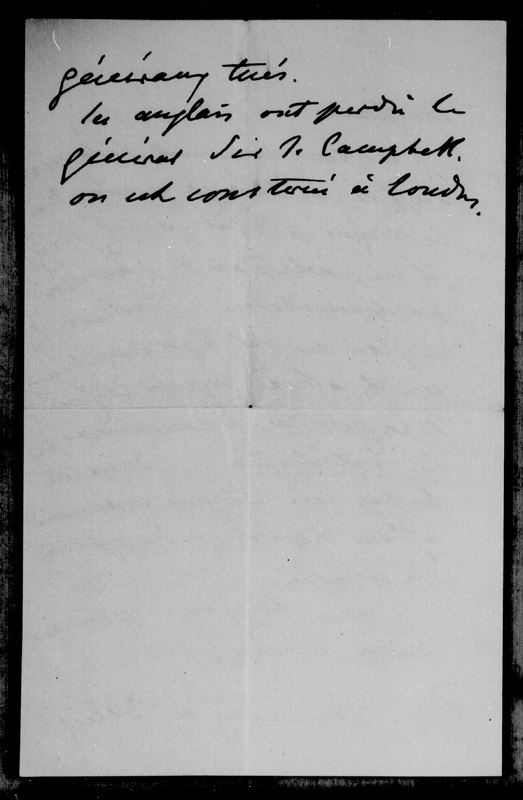 généraux tués.
les anglais ont perdu le
général Sir J. Campbell.
on est consterné à Londres.